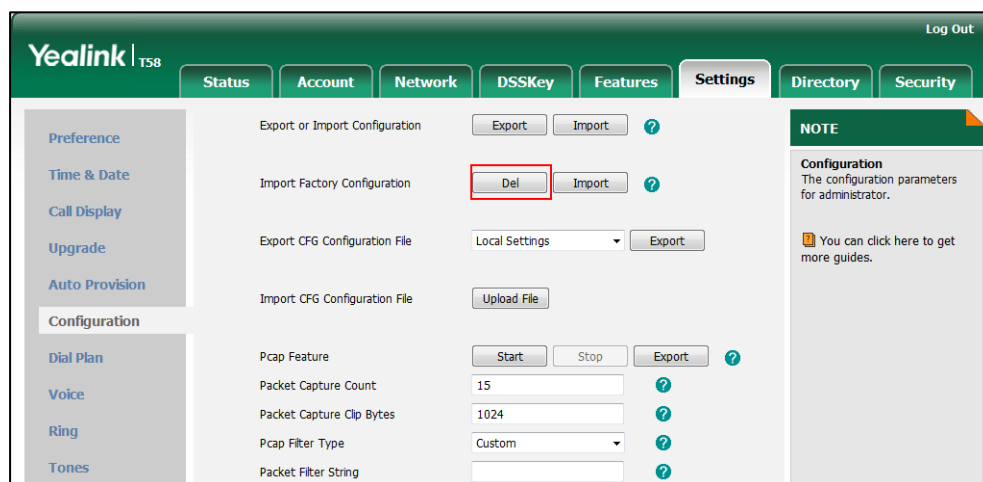 Log Out
Yealink | T58
Status Account Network DSSKey Features Settings Directory Security
Preference
Time & Date
Call Display
Upgrade
Auto Provision
Configuration
Dial Plan
Voice
Ring
Tones
Export or Import Configuration Export Import ?
Import Factory Configuration Del Import ?
Export CFG Configuration File Local Settings Export
Import CFG Configuration File Upload File
Pcap Feature Start Stop Export ?
Packet Capture Count 15 ?
Packet Capture Clip Bytes 1024 ?
Pcap Filter Type Custom ?
Packet Filter String ?
NOTE
Configuration
The configuration parameters
for administrator.
? You can click here to get
more guides.